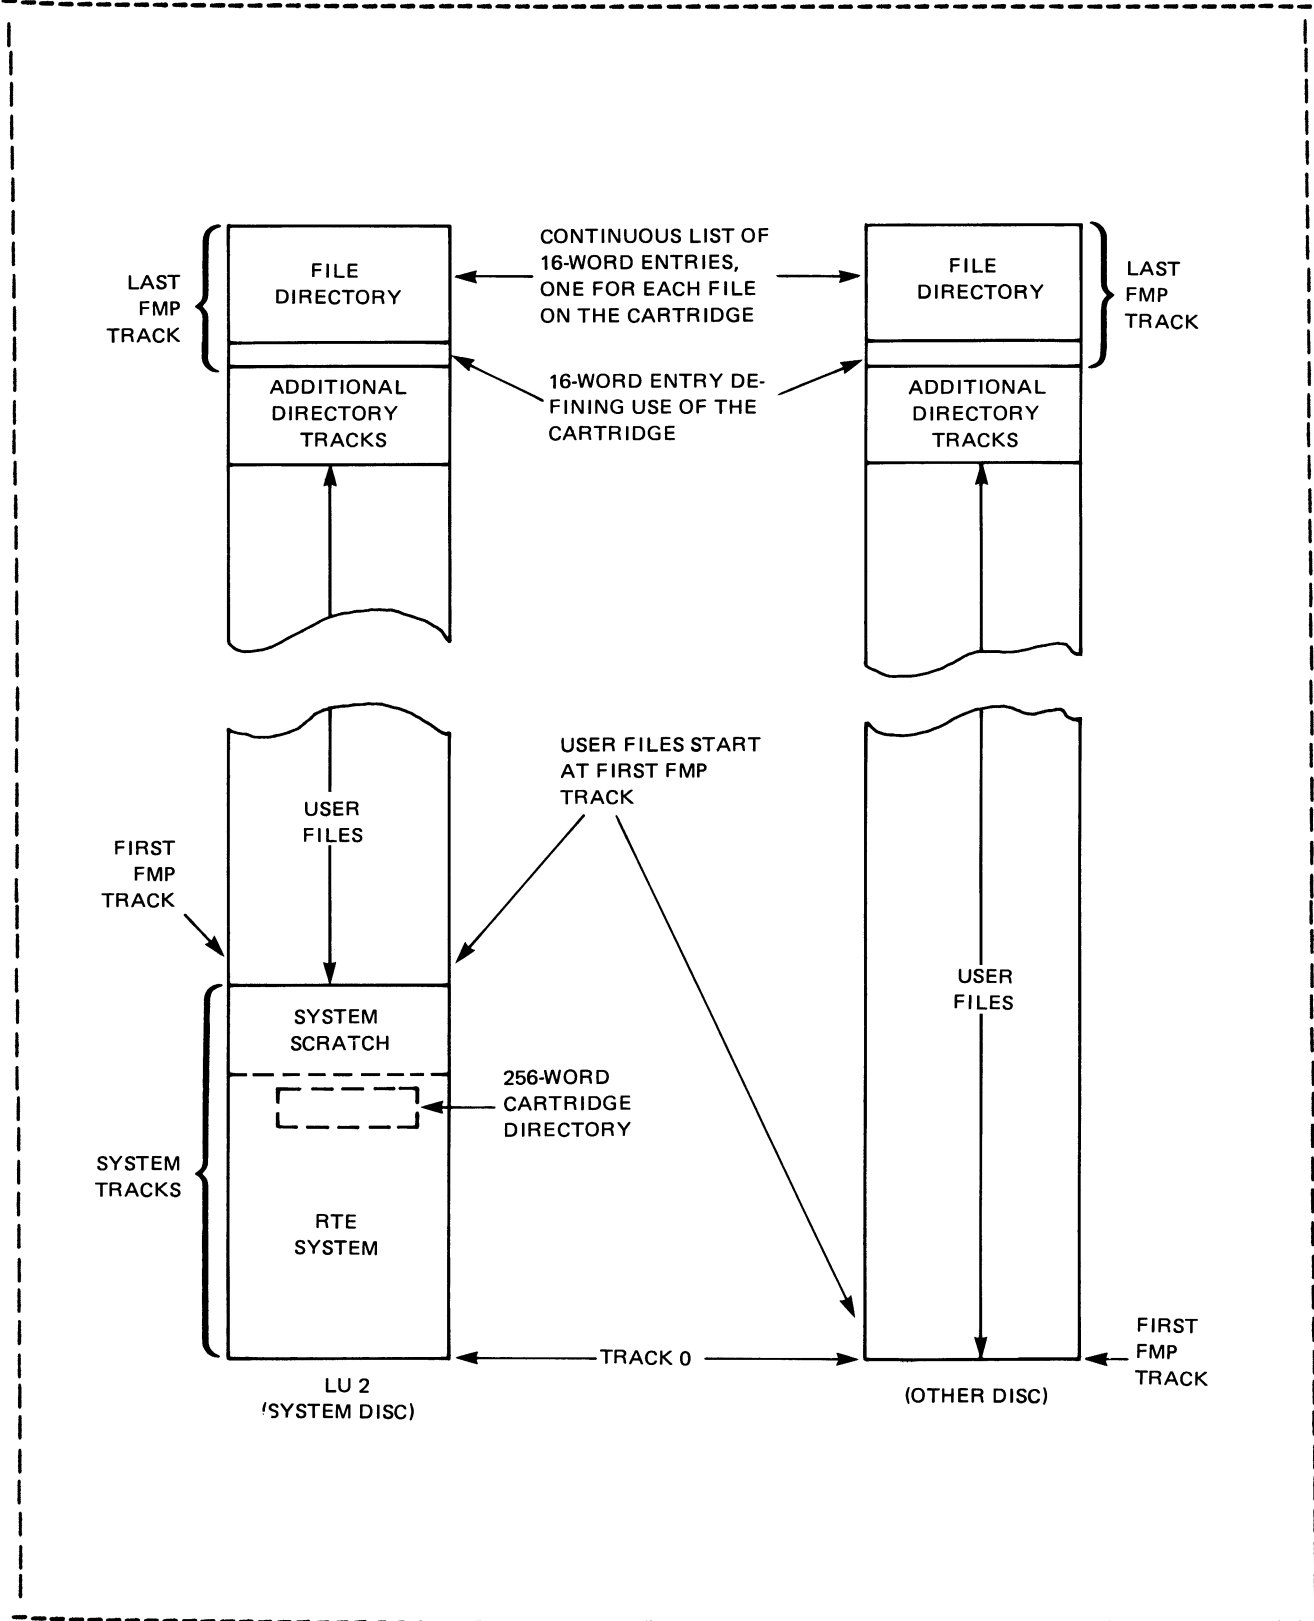 CONTINUOUS LIST OF
16-WORD ENTRIES,
ONE FOR EACH FILE
ON THE CARTRIDGE
LAST
FMP
TRACK
FILE
DIRECTORY
FILE
DIRECTORY
LAST
FMP
TRACK
16-WORD ENTRY DE-
FINING USE OF THE
CARTRIDGE
ADDITIONAL
DIRECTORY
TRACKS
ADDITIONAL
DIRECTORY
TRACKS
USER FILES START
AT FIRST FMP
TRACK
USER
FILES
FIRST
FMP
TRACK
USER
FILES
SYSTEM
SCRATCH
256-WORD
CARTRIDGE
DIRECTORY
SYSTEM
TRACKS
RTE
SYSTEM
TRACK 0
FIRST
FMP
TRACK
LU 2
(SYSTEM DISC)
(OTHER DISC)